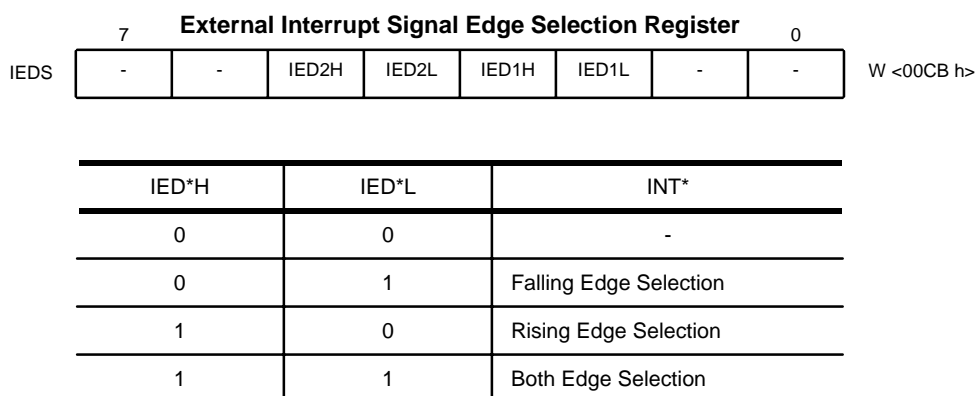 External Interrupt Signal Edge Selection Register
7 0
IEDS - - IED2H IED2L IED1H IED1L - - W <00CB h>
IED*H IED*L INT*
0 0 -
0 1 Falling Edge Selection
1 0 Rising Edge Selection
1 1 Both Edge Selection